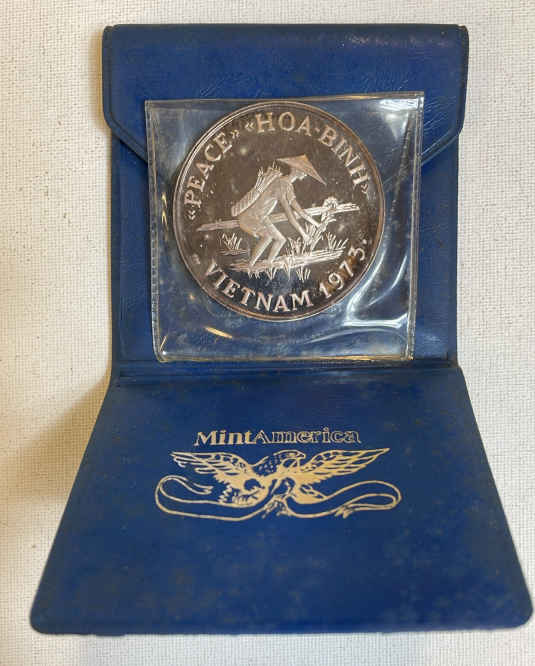 «PEACE» «HOA-BINH»
VIETNAM 1973
MintAmerica